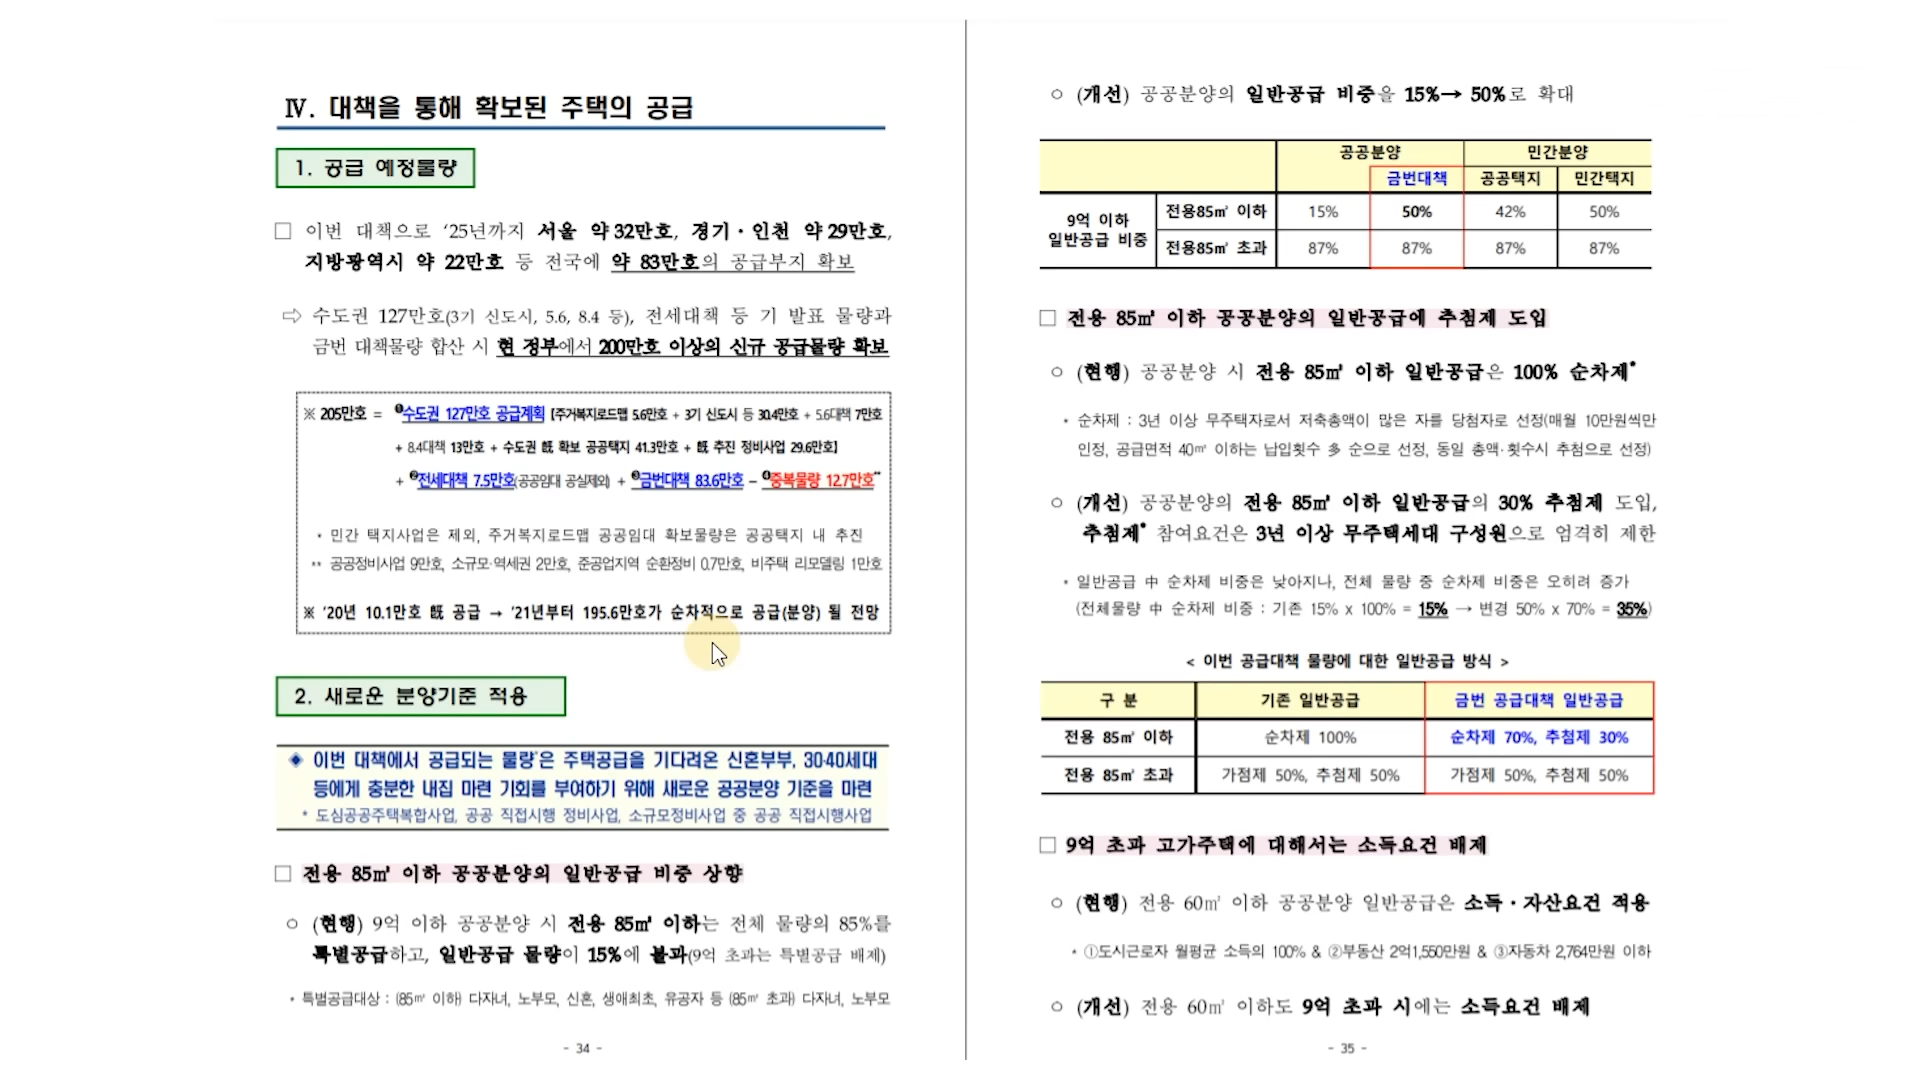 Ⅳ. 대책을 통해 확보된 주택의 공급
1. 공급 예정물량
□ 이번 대책으로 ‘25년까지 서울 약 32만호, 경기·인천 약 29만호,
지방광역시 약 22만호 등 전국에 약 83만호의 공급부지 확보
⇨ 수도권 127만호(3기 신도시, 5.6, 8.4 등), 전세대책 등 기 발표 물량과
금번 대책물량 합산 시 현 정부에서 200만호 이상의 신규 공급물량 확보
※ 205만호 = ❶수도권 127만호 공급계획 [주거복지로드맵 5.6만호 + 3기 신도시 등 30.4만호 + 5.6대책 7만호
+ 8.4대책 13만호 + 수도권 旣 확보 공공택지 41.3만호 + 旣 추진 정비사업 29.6만호]
+ ❷전세대책 7.5만호(공공임대 공실제외) + ❸금번대책 83.6만호 − ❹중복물량 12.7만호**
* 민간 택지사업은 제외, 주거복지로드맵 공공임대 확보물량은 공공택지 내 추진
** 공공정비사업 9만호, 소규모·역세권 2만호, 준공업지역 순환정비 0.7만호, 비주택 리모델링 1만호
※ ’20년 10.1만호 旣 공급 → ’21년부터 195.6만호가 순차적으로 공급(분양) 될 전망
2. 새로운 분양기준 적용
◈ 이번 대책에서 공급되는 물량*은 주택공급을 기다려온 신혼부부, 30·40세대
등에게 충분한 내집 마련 기회를 부여하기 위해 새로운 공공분양 기준을 마련
* 도심공공주택복합사업, 공공 직접시행 정비사업, 소규모정비사업 중 공공 직접시행사업
□ 전용 85㎡ 이하 공공분양의 일반공급 비중 상향
ㅇ (현행) 9억 이하 공공분양 시 전용 85㎡ 이하는 전체 물량의 85%를
특별공급하고, 일반공급 물량이 15%에 불과(9억 초과는 특별공급 배제)
* 특별공급대상 : (85㎡ 이하) 다자녀, 노부모, 신혼, 생애최초, 유공자 등 (85㎡ 초과) 다자녀, 노부모
- 34 -
ㅇ (개선) 공공분양의 일반공급 비중을 15%→ 50%로 확대
공공분양 민간분양
금번대책 공공택지 민간택지
9억 이하
일반공급 비중
전용85㎡ 이하 15% 50% 42% 50%
전용85㎡ 초과 87% 87% 87% 87%
□ 전용 85㎡ 이하 공공분양의 일반공급에 추첨제 도입
ㅇ (현행) 공공분양 시 전용 85㎡ 이하 일반공급은 100% 순차제*
* 순차제 : 3년 이상 무주택자로서 저축총액이 많은 자를 당첨자로 선정(매월 10만원씩만
인정, 공급면적 40㎡ 이하는 납입횟수 多 순으로 선정, 동일 총액·횟수시 추첨으로 선정)
ㅇ (개선) 공공분양의 전용 85㎡ 이하 일반공급의 30% 추첨제 도입,
추첨제* 참여요건은 3년 이상 무주택세대 구성원으로 엄격히 제한
* 일반공급 中 순차제 비중은 낮아지나, 전체 물량 중 순차제 비중은 오히려 증가
(전체물량 中 순차제 비중 : 기존 15% x 100% = 15% → 변경 50% x 70% = 35%)
< 이번 공급대책 물량에 대한 일반공급 방식 >
구 분 기존 일반공급 금번 공급대책 일반공급
전용 85㎡ 이하 순차제 100% 순차제 70%, 추첨제 30%
전용 85㎡ 초과 가점제 50%, 추첨제 50% 가점제 50%, 추첨제 50%
□ 9억 초과 고가주택에 대해서는 소득요건 배제
ㅇ (현행) 전용 60㎡ 이하 공공분양 일반공급은 소득·자산요건 적용
* ①도시근로자 월평균 소득의 100% & ②부동산 2억1,550만원 & ③자동차 2,764만원 이하
ㅇ (개선) 전용 60㎡ 이하도 9억 초과 시에는 소득요건 배제
- 35 -